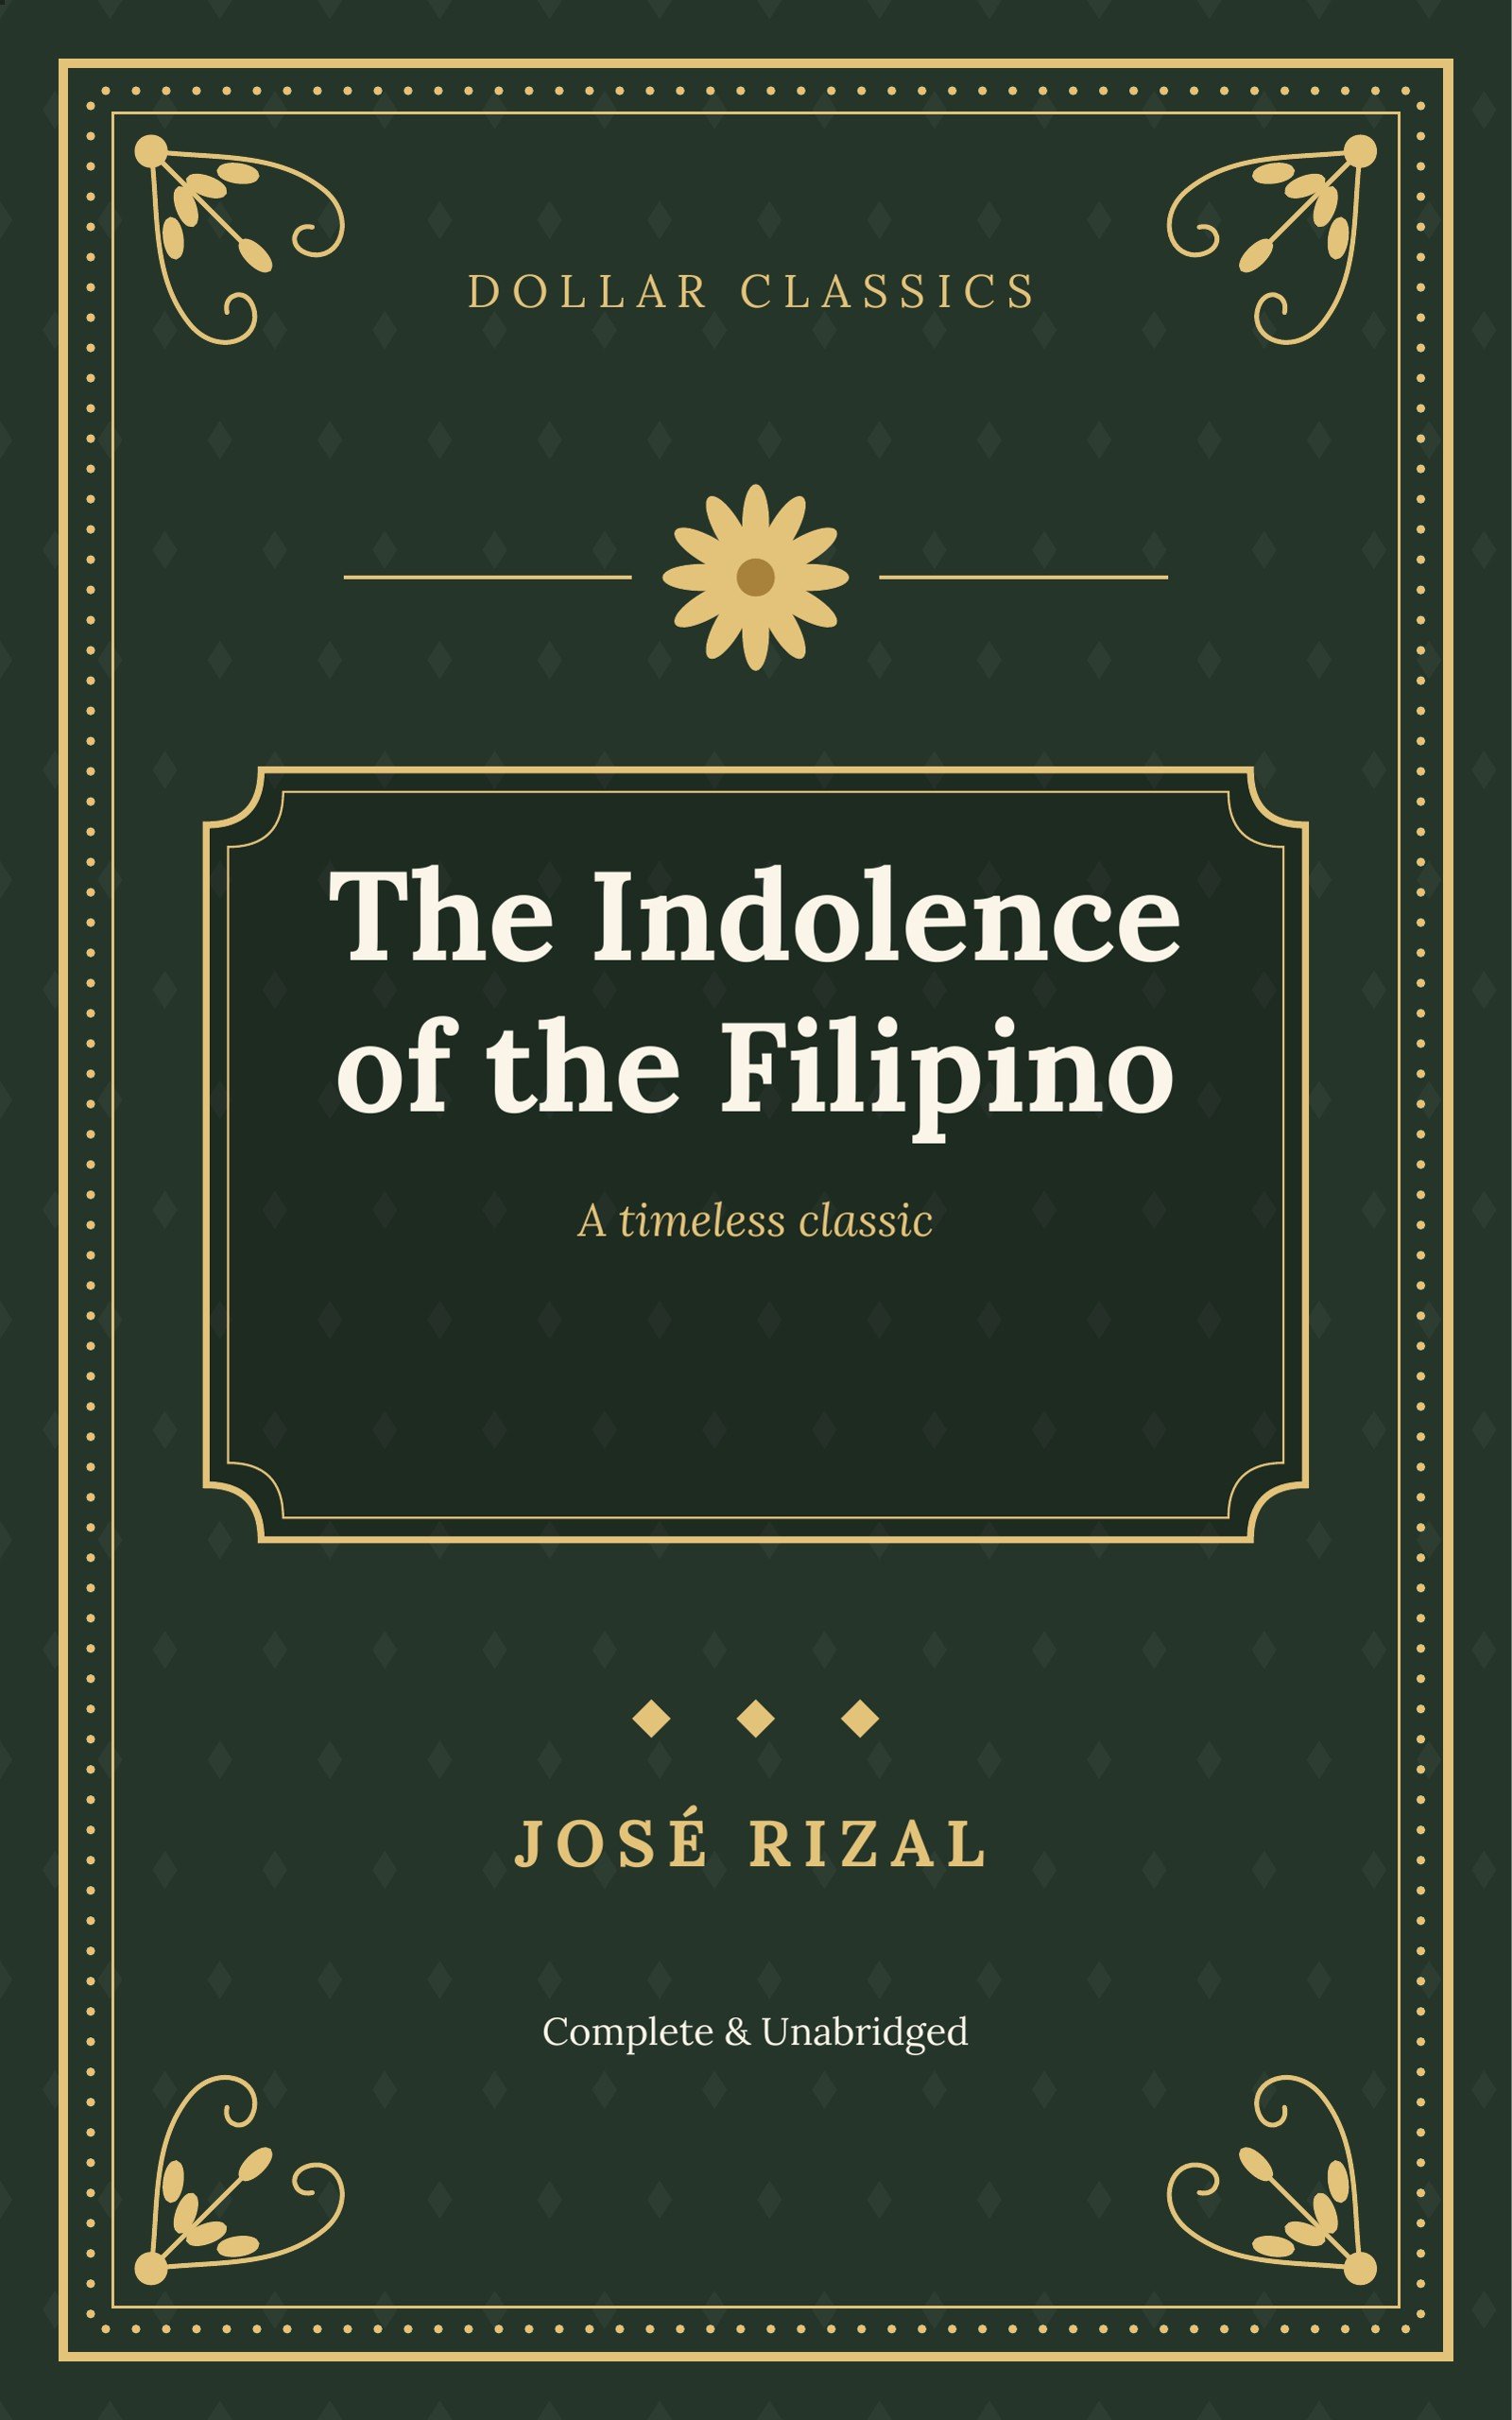 DOLLAR CLASSICS
The Indolence
of the Filipino
A timeless classic
JOSÉ RIZAL
Complete & Unabridged